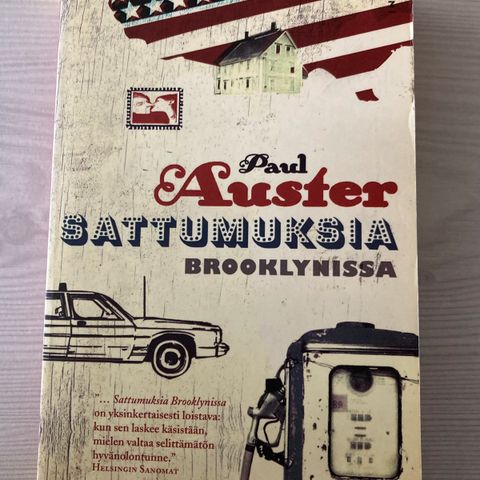 Paul
Auster
SATTUMUKSIA
BROOKLYNISSA
"... Sattumuksia Brooklynissa
on yksinkertaisesti loistava:
kun sen laskee käsistään,
mielen valtaa selittämätön
hyvänolontunne."
HELSINGIN SANOMAT